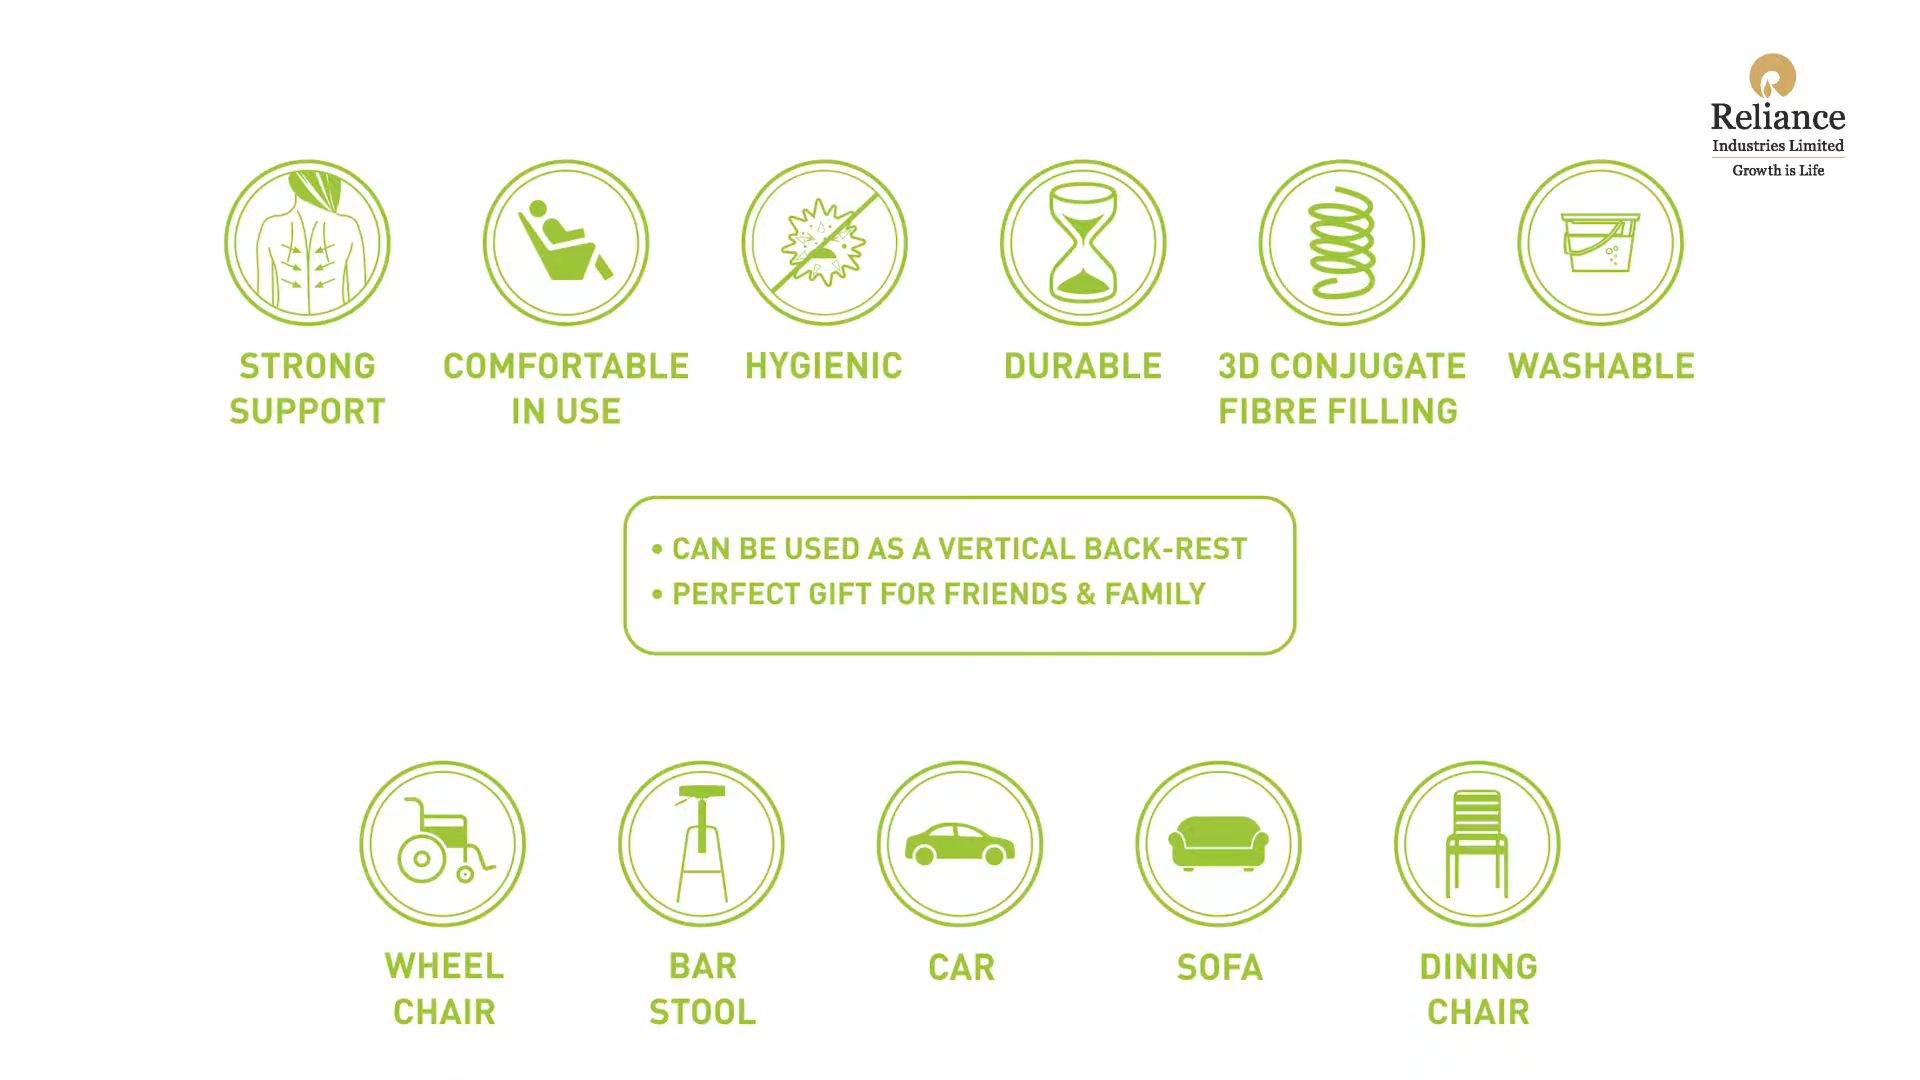 Reliance
Industries Limited
Growth is Life
STRONG
SUPPORT
COMFORTABLE
IN USE
HYGIENIC
DURABLE
3D CONJUGATE
FIBRE FILLING
WASHABLE
• CAN BE USED AS A VERTICAL BACK-REST
• PERFECT GIFT FOR FRIENDS & FAMILY
WHEEL
CHAIR
BAR
STOOL
CAR
SOFA
DINING
CHAIR